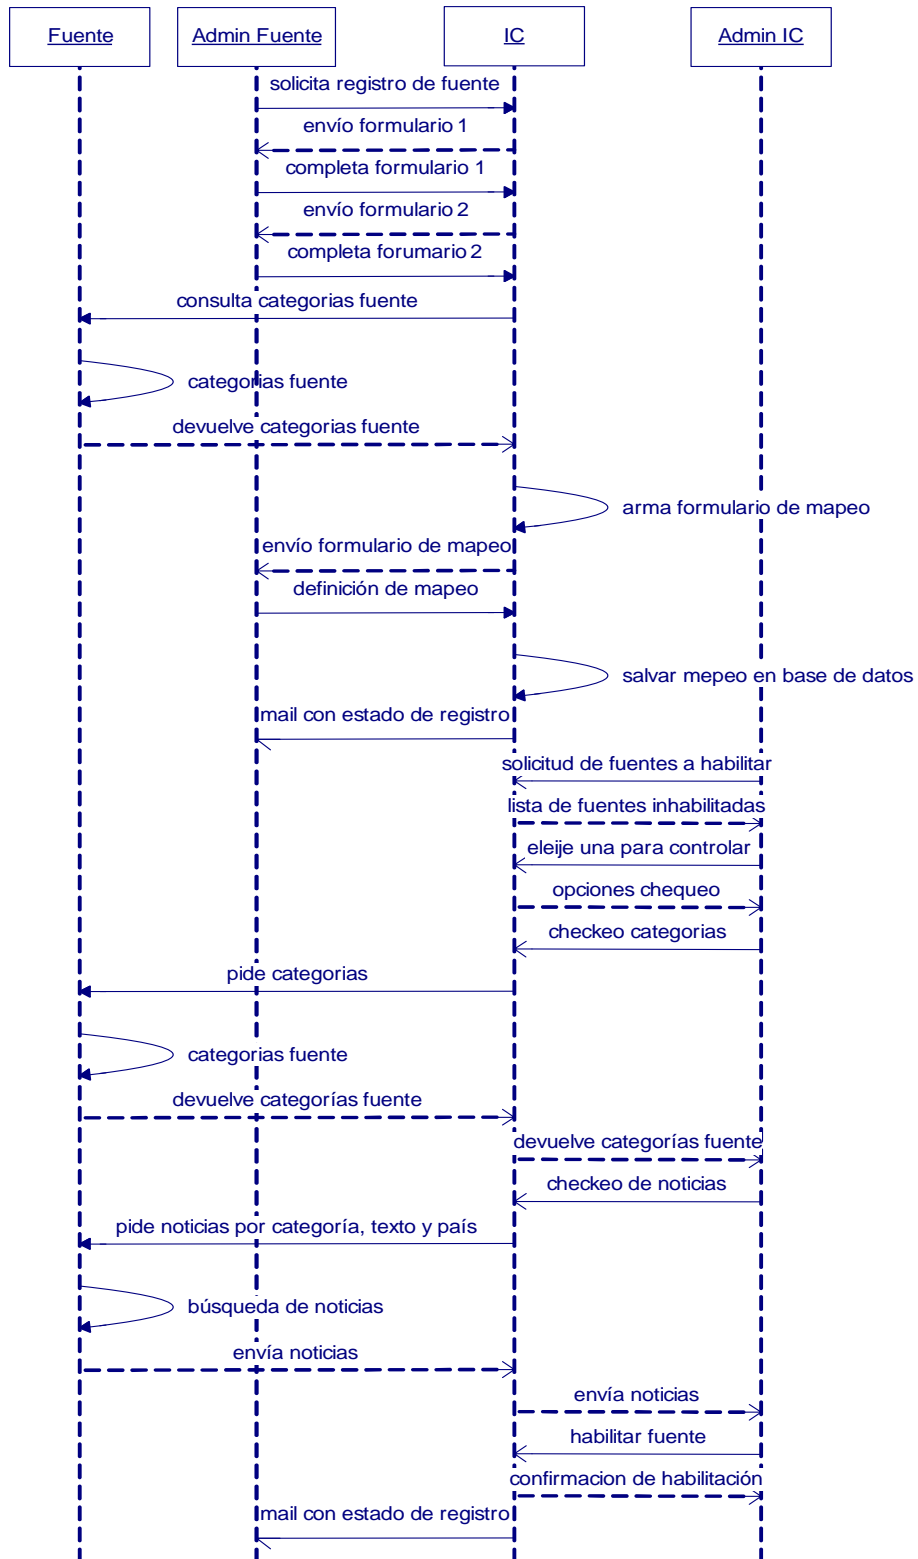 Fuente
Admin Fuente
IC
Admin IC
solicita registro de fuente
envío formulario 1
completa formulario 1
envío formulario 2
completa forumario 2
consulta categorias fuente
categorias fuente
devuelve categorias fuente
arma formulario de mapeo
envío formulario de mapeo
definición de mapeo
salvar mepeo en base de datos
mail con estado de registro
solicitud de fuentes a habilitar
lista de fuentes inhabilitadas
eleije una para controlar
opciones chequeo
checkeo categorias
pide categorias
categorias fuente
devuelve categorías fuente
devuelve categorías fuente
checkeo de noticias
pide noticias por categoría, texto y país
búsqueda de noticias
envía noticias
envía noticias
habilitar fuente
confirmacion de habilitación
mail con estado de registro